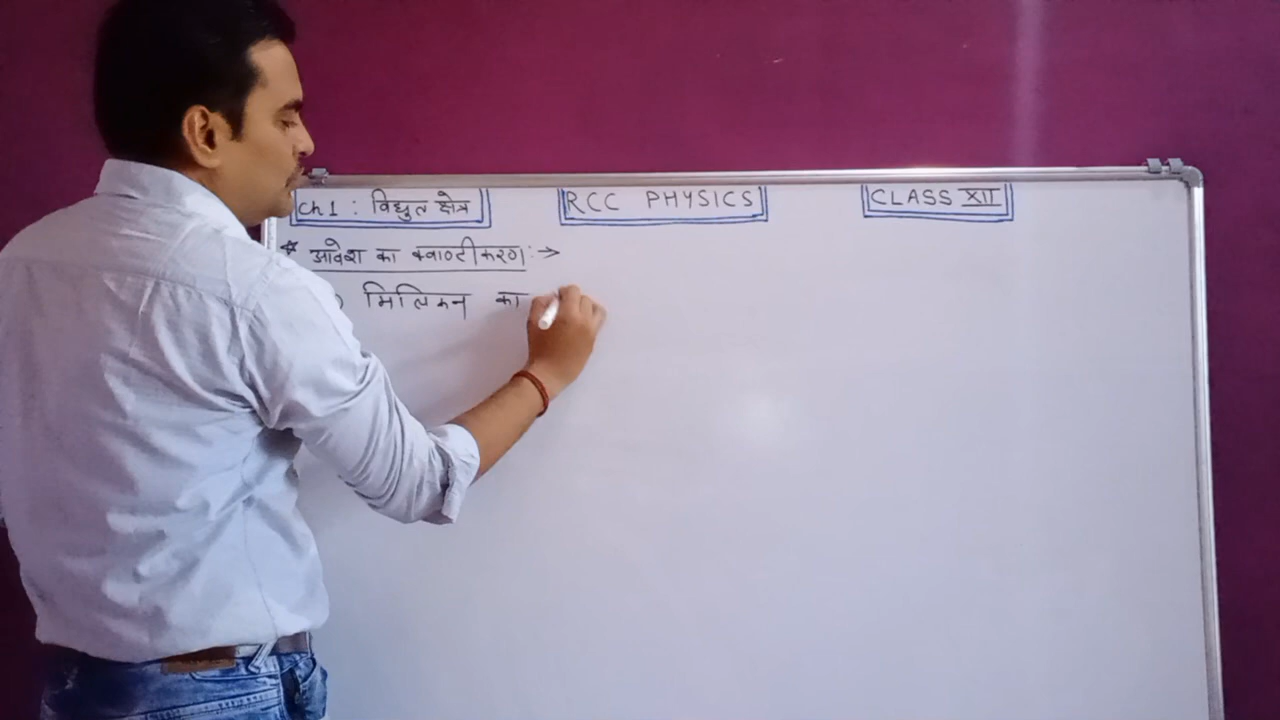 Ch 1 : विद्युत क्षेत्र RCC PHYSICS CLASS XII
* आवेश का क्वाण्टीकरण :→
मिलिकन का